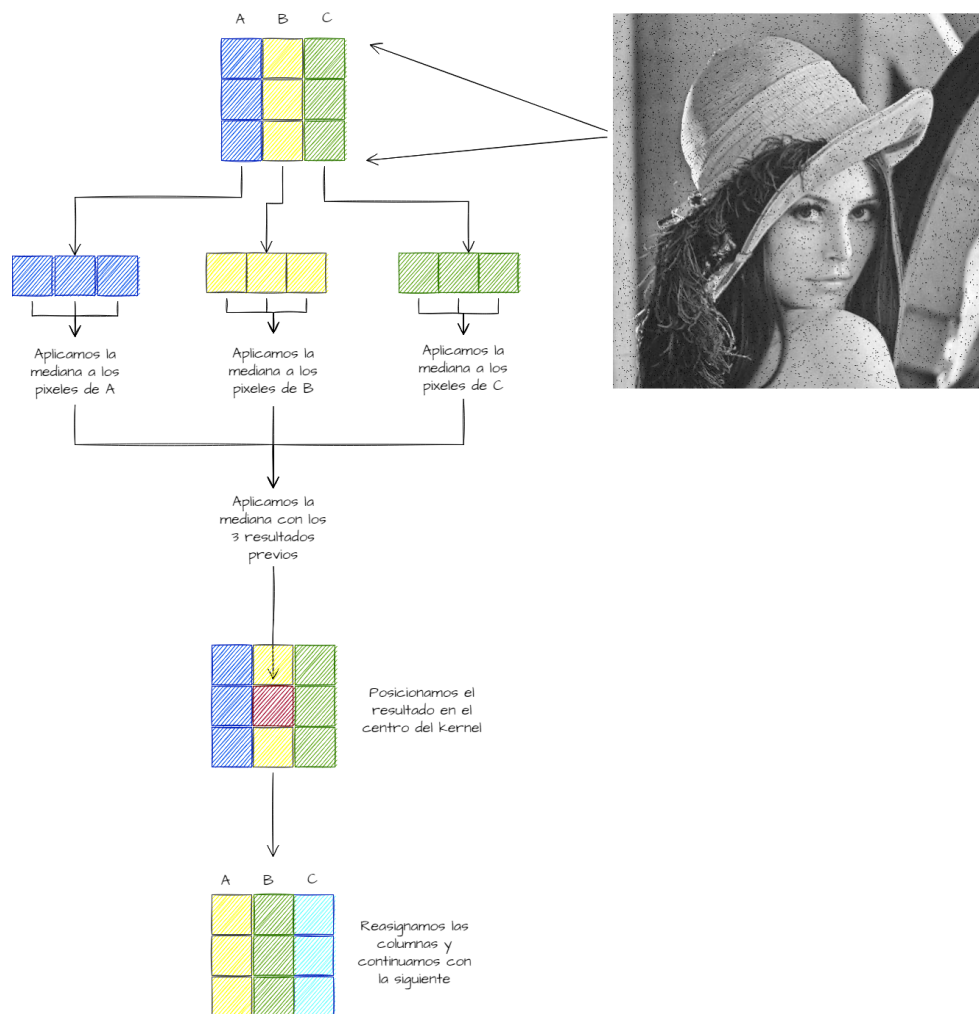 A B C
Aplicamos la
mediana a los
pixeles de A
Aplicamos la
mediana a los
pixeles de B
Aplicamos la
mediana a los
pixeles de C
Aplicamos la
mediana con los
3 resultados
previos
Posicionamos el
resultado en el
centro del kernel
A B C
Reasignamos las
columnas y
continuamos con
la siguiente